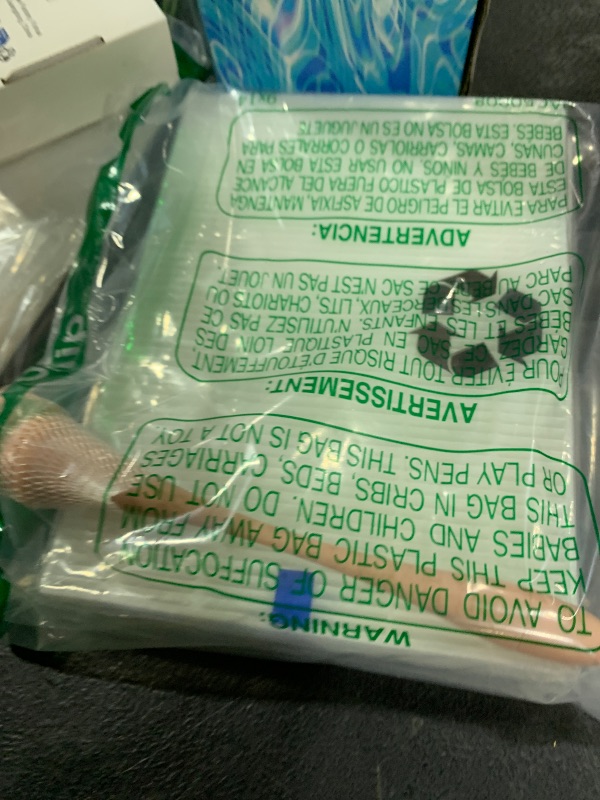 WARNING:
TO AVOID DANGER OF SUFFOCATION
KEEP THIS PLASTIC BAG AWAY FROM
BABIES AND CHILDREN. DO NOT USE
THIS BAG IN CRIBS, BEDS, CARRIAGES
OR PLAY PENS. THIS BAG IS NOT A TOY
AVERTISSEMENT:
POUR ÉVITER TOUT RISQUE D'ÉTOUFFEMENT.
GARDEZ CE SAC EN PLASTIQUE LOIN DES
BÉBÉS ET LES ENFANTS. N'UTILISEZ PAS CE
SAC DANS LES BERCEAUX, LITS, CHARIOTS OU
PARC AU BÉBÉ. CE SAC N'EST PAS UN JOUET
ADVERTENCIA:
PARA EVITAR EL PELIGRO DE ASFIXIA, MANTENGA
ESTA BOLSA DE PLASTICO FUERA DEL ALCANCE
DE BEBES Y NINOS. NO USAR ESTA BOLSA EN
CUNAS, CAMAS, CARRIOLAS O CORRALES PARA
BEBES. ESTA BOLSA NO ES UN JUGUETE